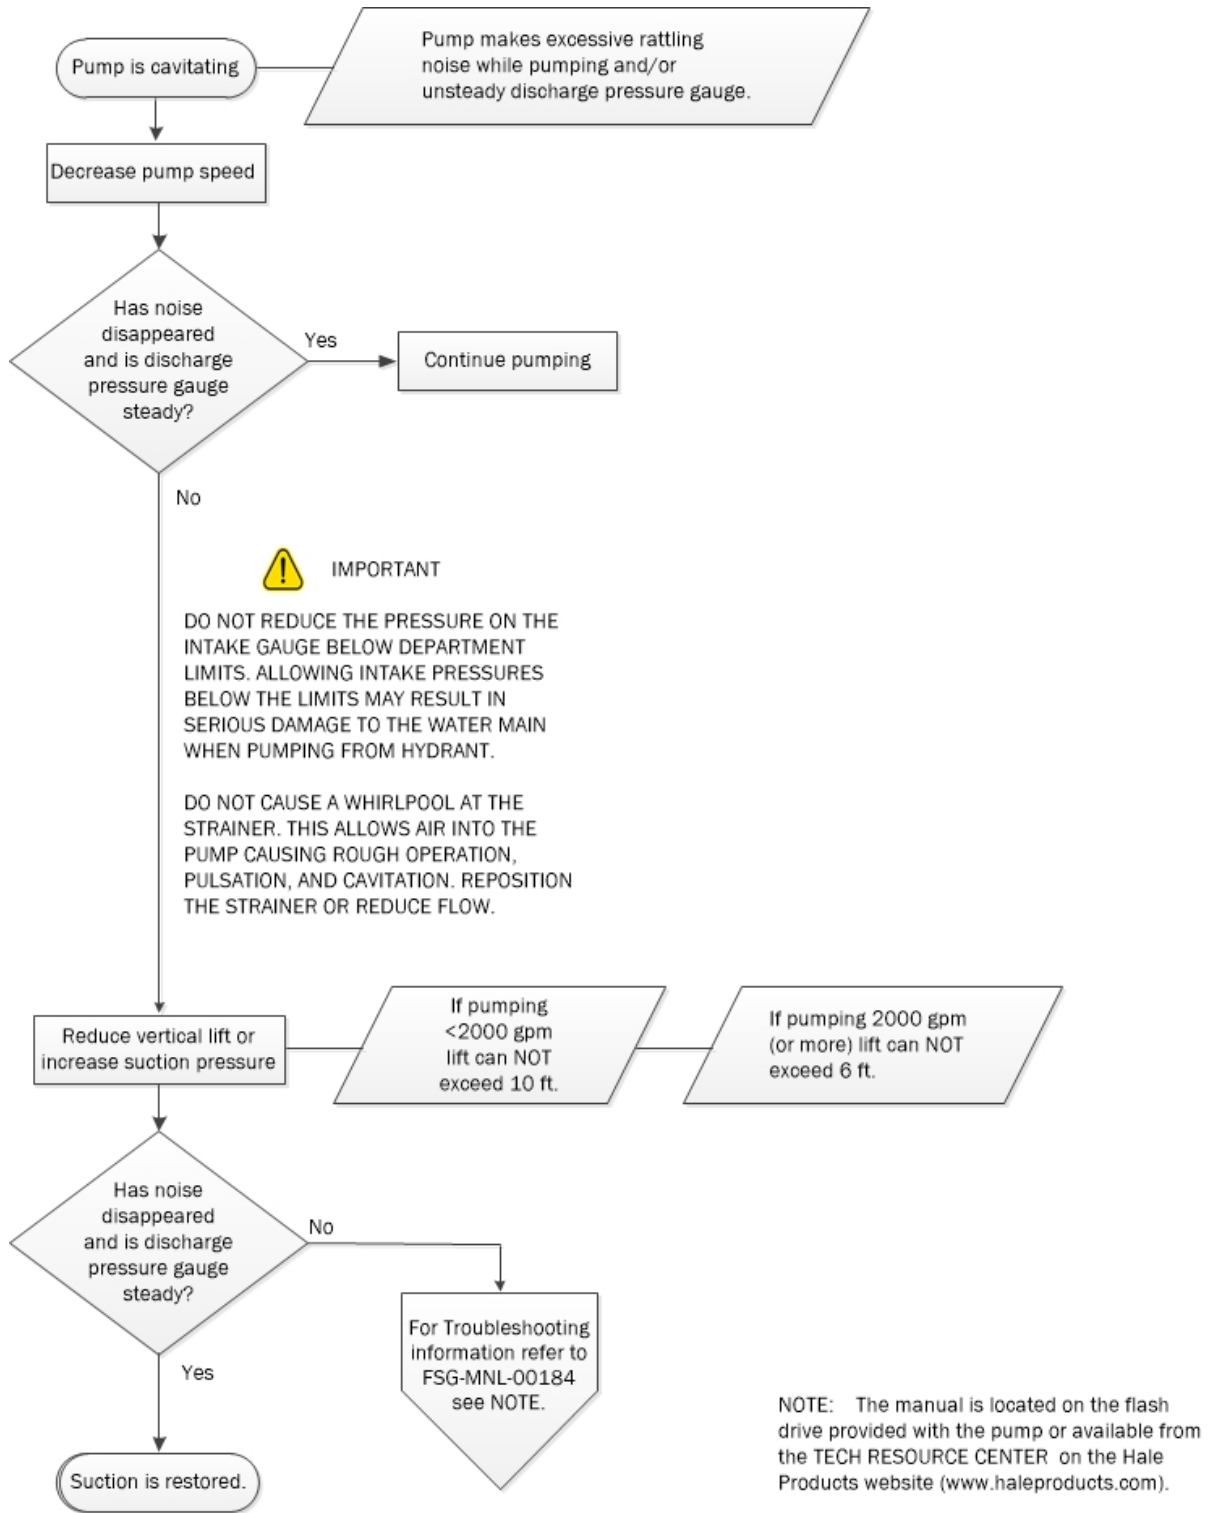 Pump is cavitating
Pump makes excessive rattling
noise while pumping and/or
unsteady discharge pressure gauge.
Decrease pump speed
Has noise
disappeared
and is discharge
pressure gauge
steady?
Yes
Continue pumping
No
IMPORTANT
DO NOT REDUCE THE PRESSURE ON THE
INTAKE GAUGE BELOW DEPARTMENT
LIMITS. ALLOWING INTAKE PRESSURES
BELOW THE LIMITS MAY RESULT IN
SERIOUS DAMAGE TO THE WATER MAIN
WHEN PUMPING FROM HYDRANT.
DO NOT CAUSE A WHIRLPOOL AT THE
STRAINER. THIS ALLOWS AIR INTO THE
PUMP CAUSING ROUGH OPERATION,
PULSATION, AND CAVITATION. REPOSITION
THE STRAINER OR REDUCE FLOW.
Reduce vertical lift or
increase suction pressure
If pumping
<2000 gpm
lift can NOT
exceed 10 ft.
If pumping 2000 gpm
(or more) lift can NOT
exceed 6 ft.
Has noise
disappeared
and is discharge
pressure gauge
steady?
No
For Troubleshooting
information refer to
FSG-MNL-00184
see NOTE.
Yes
Suction is restored.
NOTE: The manual is located on the flash
drive provided with the pump or available from
the TECH RESOURCE CENTER on the Hale
Products website (www.haleproducts.com).